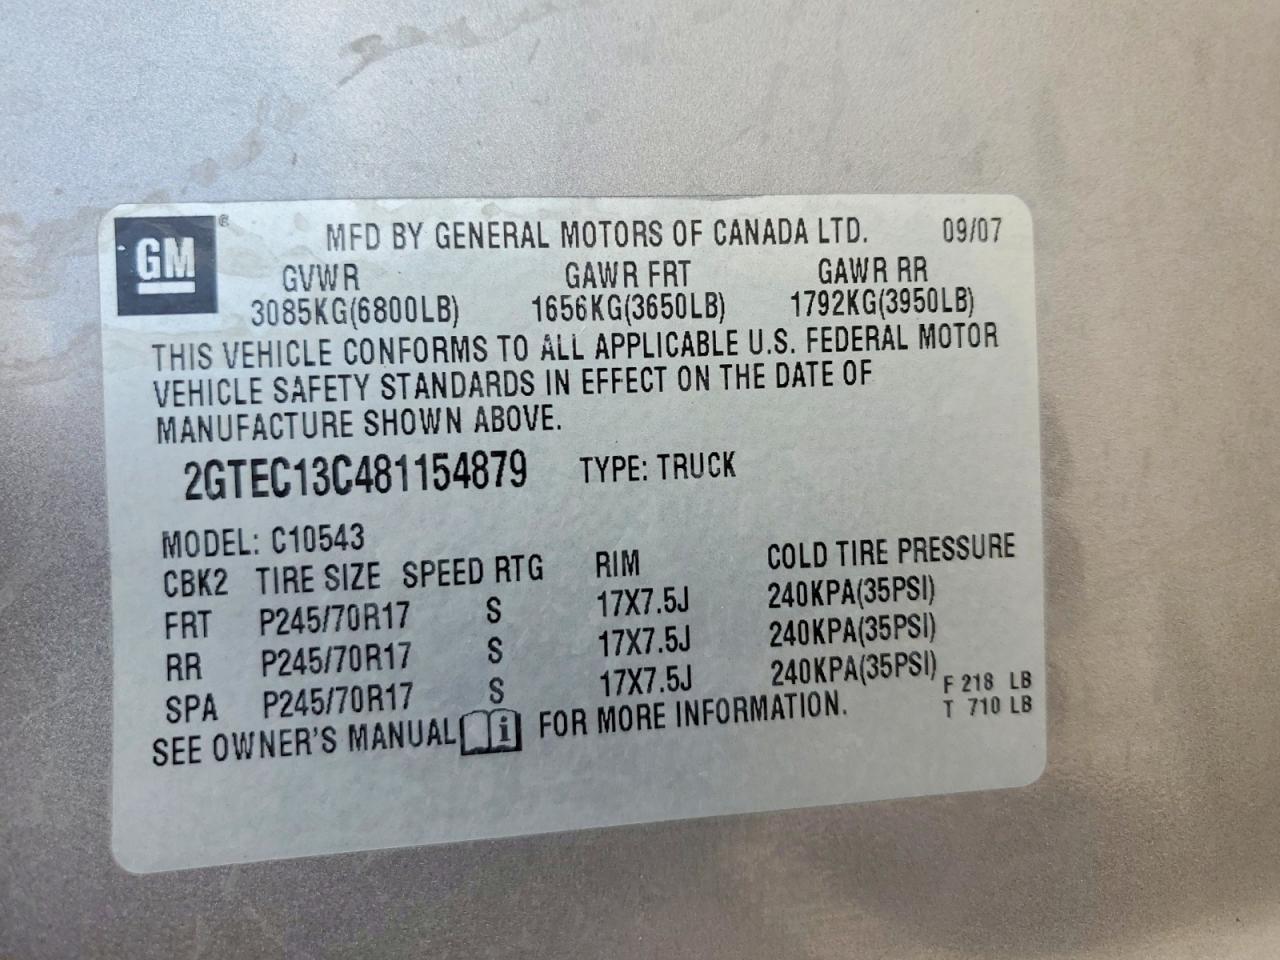 GM ® MFD BY GENERAL MOTORS OF CANADA LTD. 09/07
GVWR GAWR FRT GAWR RR
3085KG(6800LB) 1656KG(3650LB) 1792KG(3950LB)
THIS VEHICLE CONFORMS TO ALL APPLICABLE U.S. FEDERAL MOTOR
VEHICLE SAFETY STANDARDS IN EFFECT ON THE DATE OF
MANUFACTURE SHOWN ABOVE.
2GTEC13C481154879 TYPE: TRUCK
MODEL: C10543
CBK2 TIRE SIZE SPEED RTG RIM COLD TIRE PRESSURE
FRT P245/70R17 S 17X7.5J 240KPA(35PSI)
RR P245/70R17 S 17X7.5J 240KPA(35PSI)
SPA P245/70R17 S 17X7.5J 240KPA(35PSI) F 218 LB
SEE OWNER'S MANUAL i FOR MORE INFORMATION. T 710 LB